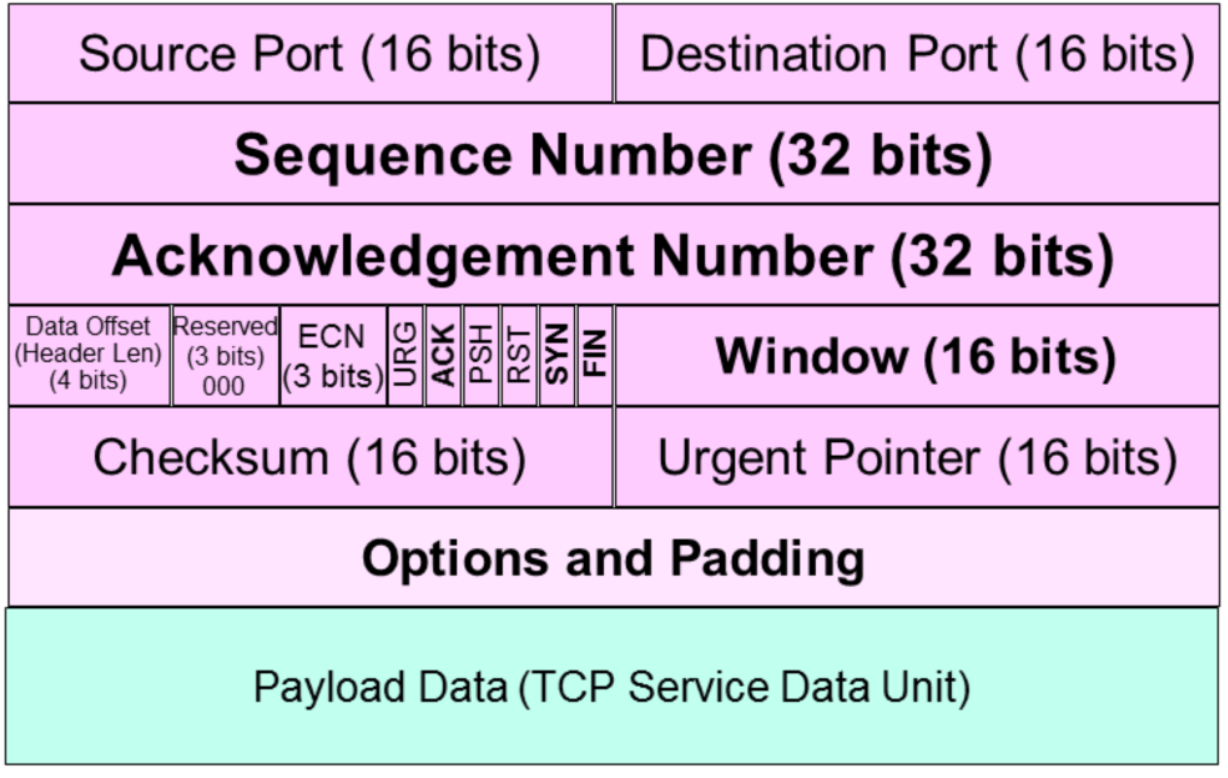 Source Port (16 bits)
Destination Port (16 bits)
Sequence Number (32 bits)
Acknowledgement Number (32 bits)
Data Offset
(Header Len)
(4 bits)
Reserved
(3 bits)
000
ECN
(3 bits)
URG
ACK
PSH
RST
SYN
FIN
Window (16 bits)
Checksum (16 bits)
Urgent Pointer (16 bits)
Options and Padding
Payload Data (TCP Service Data Unit)